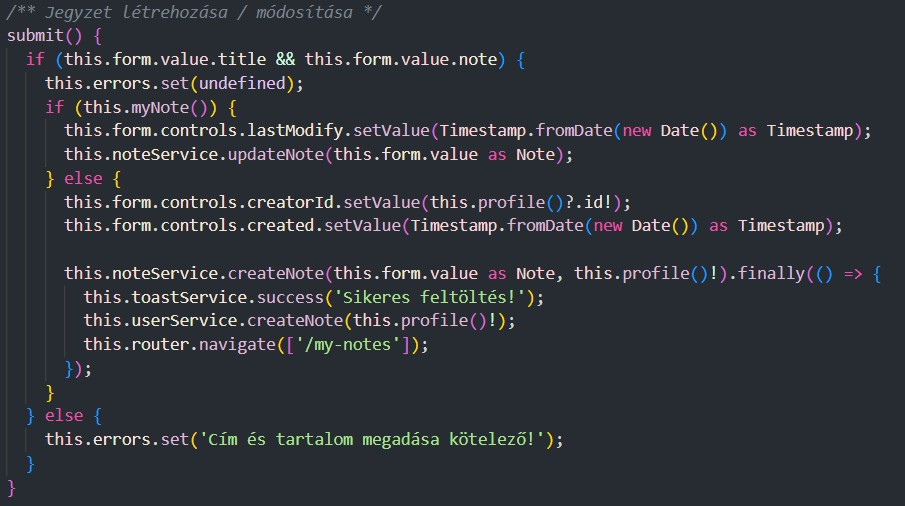 /** Jegyzet létrehozása / módosítása */
submit() {
  if (this.form.value.title && this.form.value.note) {
    this.errors.set(undefined);
    if (this.myNote()) {
      this.form.controls.lastModify.setValue(Timestamp.fromDate(new Date()) as Timestamp);
      this.noteService.updateNote(this.form.value as Note);
    } else {
      this.form.controls.creatorId.setValue(this.profile()?.id!);
      this.form.controls.created.setValue(Timestamp.fromDate(new Date()) as Timestamp);

      this.noteService.createNote(this.form.value as Note, this.profile()!).finally(() => {
        this.toastService.success('Sikeres feltöltés!');
        this.userService.createNote(this.profile()!);
        this.router.navigate(['/my-notes']);
      });
    }
  } else {
    this.errors.set('Cím és tartalom megadása kötelező!');
  }
}